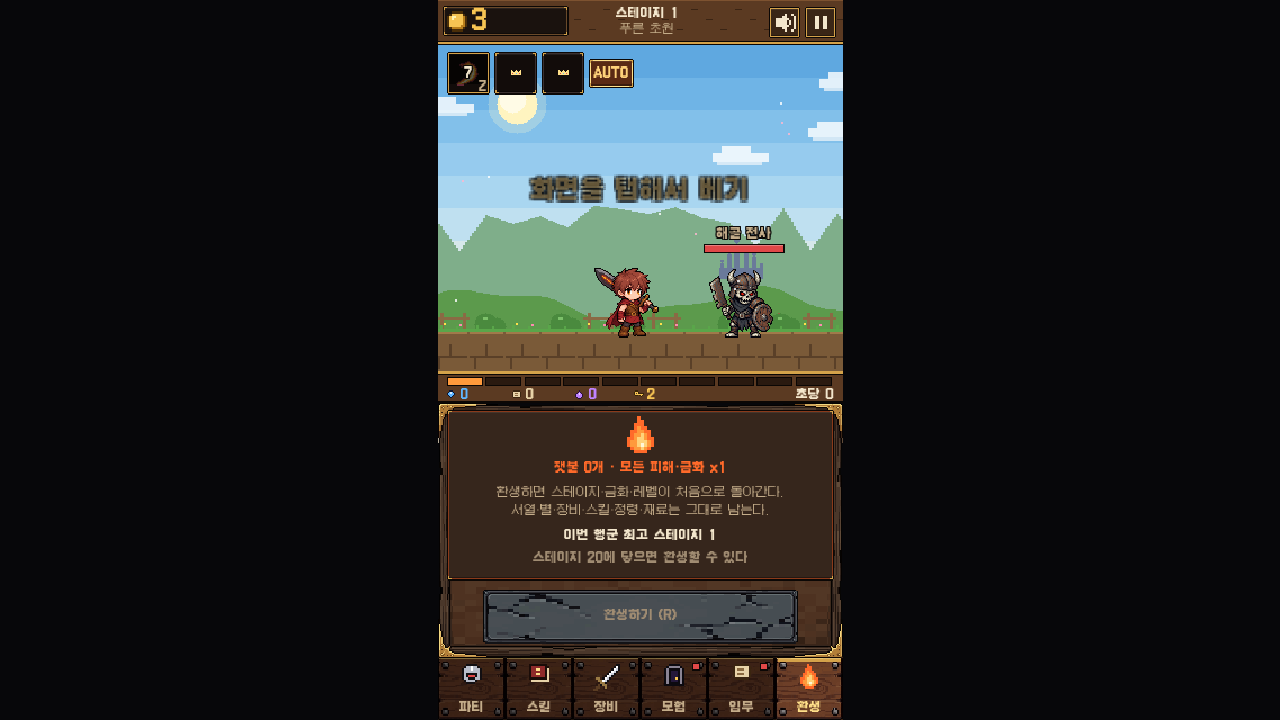 3
스테이지 1
푸른 초원
7
Z
AUTO
화면을 탭해서 베기
해골 전사
0
0
0
2
초당 0
잿불 0개 · 모든 피해·금화 x1
환생하면 스테이지·금화·레벨이 처음으로 돌아간다.
서열·별·장비·스킬·정령·재료는 그대로 남는다.
이번 행군 최고 스테이지 1
스테이지 20에 닿으면 환생할 수 있다
환생하기 (R)
파티
스킬
장비
모험
임무
환생